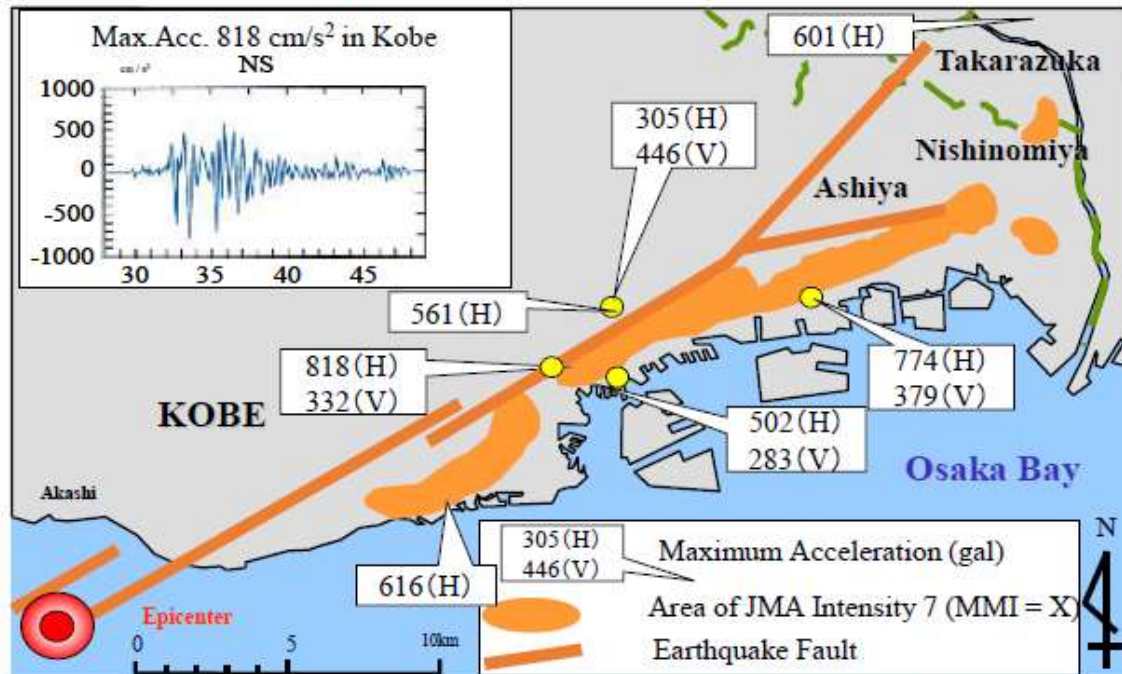 Max.Acc. 818 cm/s² in Kobe
cm / s²
NS
1000
500
0
-500
-1000
30 35 40 45
601(H)
Takarazuka
305(H)
446(V)
Nishinomiya
Ashiya
561(H)
818(H)
332(V)
774(H)
379(V)
KOBE
502(H)
283(V)
Osaka Bay
Akashi
616(H)
Epicenter
0 5 10km
305(H)
446(V)
Maximum Acceleration (gal)
Area of JMA Intensity 7 (MMI = X)
Earthquake Fault
N